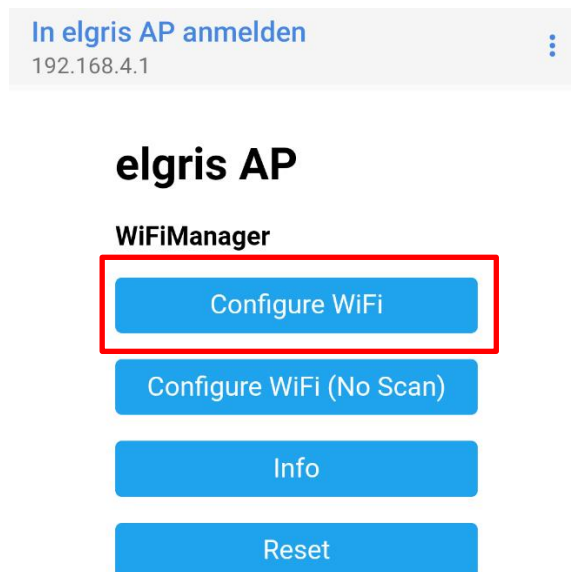 In elgris AP anmelden
192.168.4.1
elgris AP
WiFiManager
Configure WiFi
Configure WiFi (No Scan)
Info
Reset